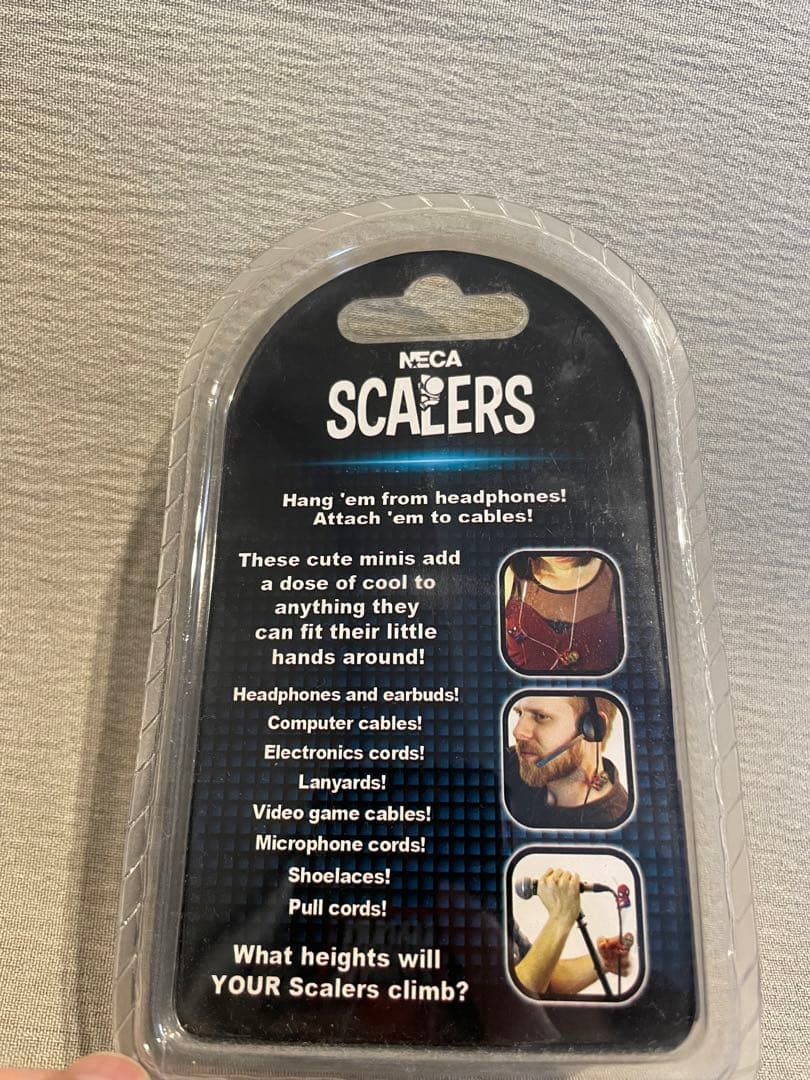 NECA
SCALERS
Hang 'em from headphones!
Attach 'em to cables!
These cute minis add
a dose of cool to
anything they
can fit their little
hands around!
Headphones and earbuds!
Computer cables!
Electronics cords!
Lanyards!
Video game cables!
Microphone cords!
Shoelaces!
Pull cords!
What heights will
YOUR Scalers climb?